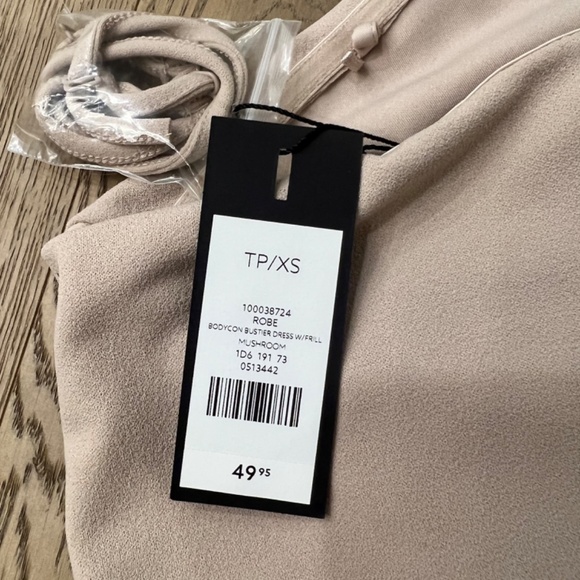 TP/XS
100038724
ROBE
BODYCON BUSTIER DRESS W/FRILL
MUSHROOM
1D6 191 73
0513442
49 95